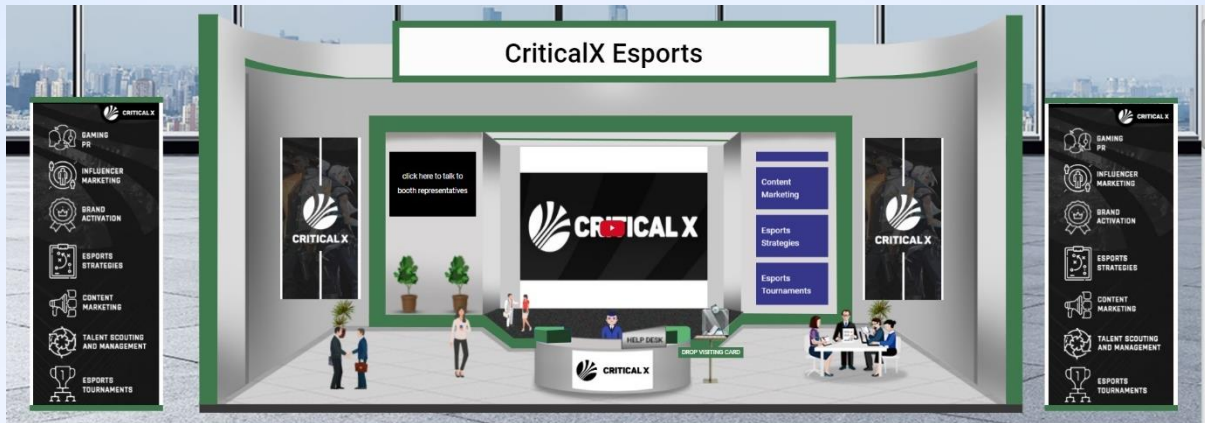 CriticalX Esports
CRITICAL X
GAMING
PR
INFLUENCER
MARKETING
BRAND
ACTIVATION
ESPORTS
STRATEGIES
CONTENT
MARKETING
TALENT SCOUTING
AND MANAGEMENT
ESPORTS
TOURNAMENTS
CRITICAL X
click here to talk to
booth representatives
CRITICAL X
Content
Marketing
Esports
Strategies
Esports
Tournaments
CRITICAL X
HELP DESK
DROP VISITING CARD
CRITICAL X
CRITICAL X
GAMING
PR
INFLUENCER
MARKETING
BRAND
ACTIVATION
ESPORTS
STRATEGIES
CONTENT
MARKETING
TALENT SCOUTING
AND MANAGEMENT
ESPORTS
TOURNAMENTS